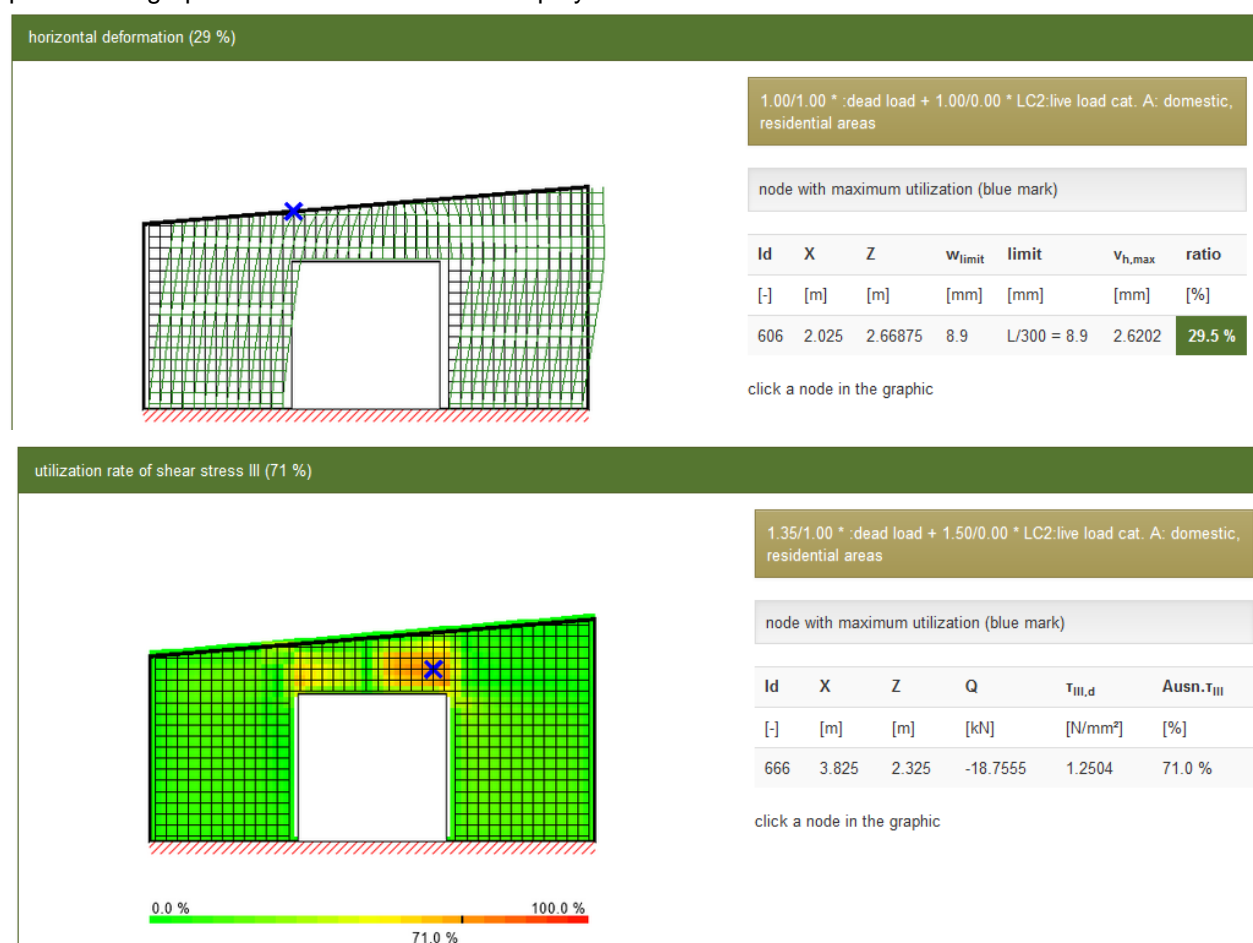 horizontal deformation (29 %)
1.00/1.00 * :dead load + 1.00/0.00 * LC2:live load cat. A: domestic,
residential areas
node with maximum utilization (blue mark)
Id X Z wlimit limit vh,max ratio
[-] [m] [m] [mm] [mm] [mm] [%]
606 2.025 2.66875 8.9 L/300 = 8.9 2.6202 29.5 %
click a node in the graphic
utilization rate of shear stress III (71 %)
1.35/1.00 * :dead load + 1.50/0.00 * LC2:live load cat. A: domestic,
residential areas
node with maximum utilization (blue mark)
Id X Z Q τIII,d Ausn.τIII
[-] [m] [m] [kN] [N/mm²] [%]
666 3.825 2.325 -18.7555 1.2504 71.0 %
click a node in the graphic
0.0 % 100.0 %
71.0 %